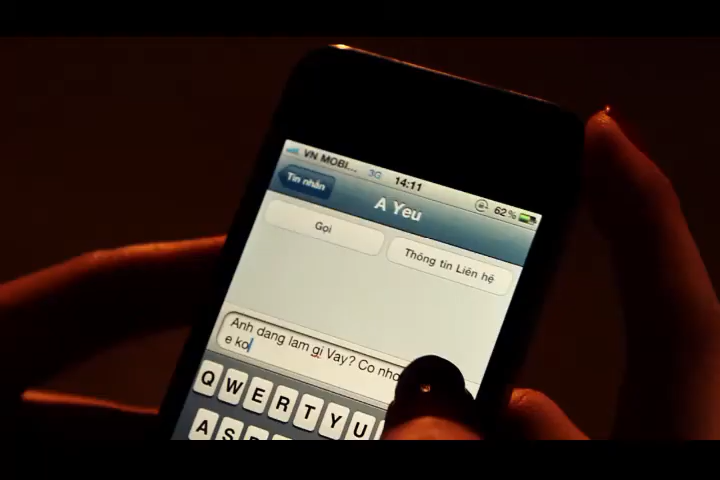 VN MOBI... 3G 14:11 62%
Tin nhắn
A Yeu
Gọi
Thông tin Liên hệ
Anh dang lam gi Vay? Co nho
e ko
Q W E R T Y U
A S